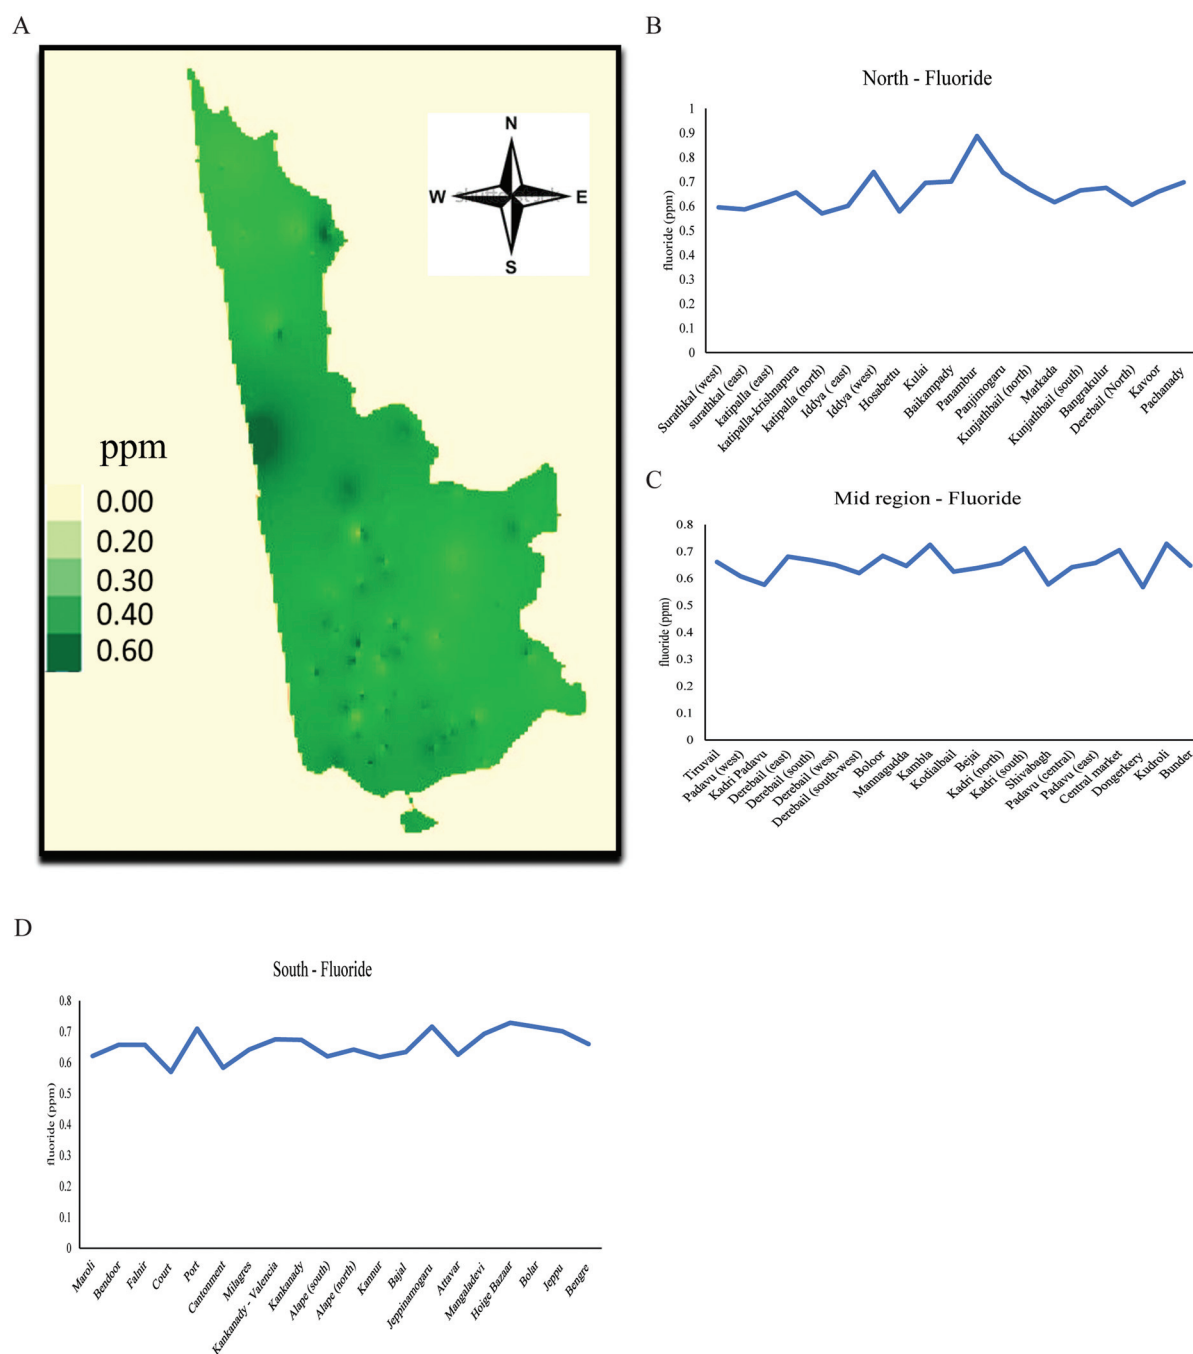 A
N
W
E
S
ppm
0.00
0.20
0.30
0.40
0.60
B
North - Fluoride
fluoride (ppm)
1
0.9
0.8
0.7
0.6
0.5
0.4
0.3
0.2
0.1
0
Surathkal (west)
surathkal (east)
katipalla (east)
katipalla-krishnapura
katipalla (north)
Iddya ( east)
Iddya (west)
Hosabettu
Kulai
Baikampady
Panambur
Panjimogaru
Kunjathbail (north)
Markada
Kunjathbail (south)
Bangrakulur
Derebail (North)
Kavoor
Pachanady
C
Mid region - Fluoride
fluoride (ppm)
0.8
0.7
0.6
0.5
0.4
0.3
0.2
0.1
0
Tiruvail
Padavu (west)
Kadri Padavu
Derebail (east)
Derebail (south)
Derebail (west)
Derebail (south-west)
Boloor
Mannagudda
Kambla
Kodialbail
Bejai
Kadri (north)
Kadri (south)
Shivabagh
Padavu (central)
Padavu (east)
Central market
Dongerkery
Kudroli
Bunder
D
South - Fluoride
fluoride (ppm)
0.8
0.7
0.6
0.5
0.4
0.3
0.2
0.1
0
Maroli
Bendoor
Falnir
Court
Port
Cantonment
Milagres
Kankanady - Valencia
Kankanady
Alape (south)
Alape (north)
Kannur
Bajal
Jeppinamogaru
Attavar
Mangaladevi
Hoige Bazaar
Bolar
Jeppu
Bengre